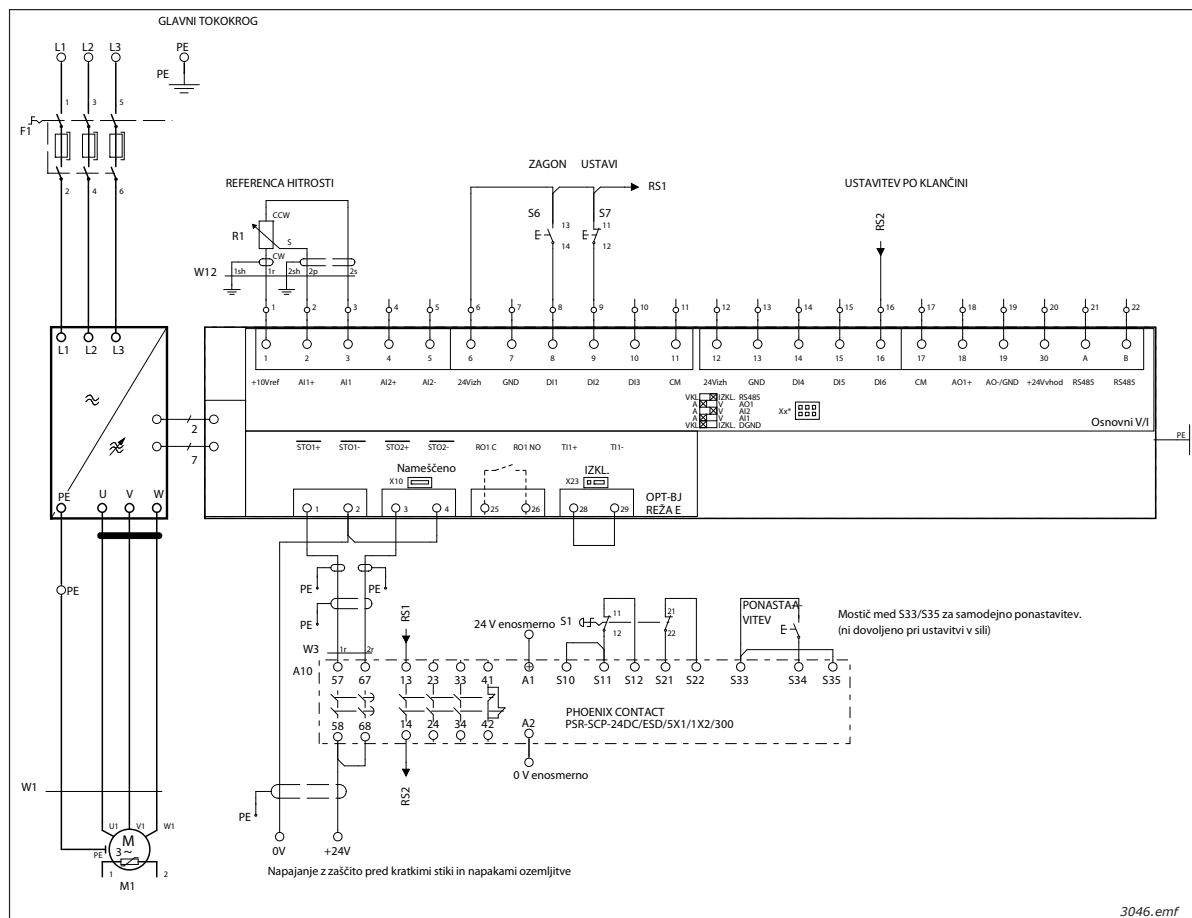 GLAVNI TOKOKROG
L1 L2 L3 PE
PE
1 3 5
F1
2 4 6
ZAGON USTAVI
RS1
REFERENCA HITROSTI
USTAVITEV PO KLANČINI
S6 S7
13 11
14 12
RS2
CCW
R1
S
CW
W12
1sh 1r 2sh 2p 2s
1 2 3 4 5 6 7 8 9 10 11 12 13 14 15 16 17 18 19 20 21 22
L1 L2 L3
1 2 3 4 5 6 7 8 9 10 11 12 13 14 15 16 17 18 19 30 A B
+10Vref AI1+ AI1 AI2+ AI2- 24Vizh GND DI1 DI2 DI3 CM 24Vizh GND DI4 DI5 DI6 CM AO1+ AO-/GND +24Vvhod RS485 RS485
VKL IZKL. RS485
A V AO1
A V AI2
A V AI1
VKL IZKL. DGND
Xx*
Osnovni V/I
2
7
PE
STO1+ STO1- STO2+ STO2- RO1 C RO1 NO TI1+ TI1-
Nameščeno
X10
IZKL.
X23
PE U V W
OPT-BJ
REŽA E
1 2 3 4 25 26 28 29
PE
PE PE
PE
RS1
24 V enosmerno
S1
11
12
21
22
PONASTAA-
VITEV
Mostič med S33/S35 za samodejno ponastavitev.
(ni dovoljeno pri ustavitvi v sili)
W3 1r 2r
A10
57 67 13 23 33 41 A1 S10 S11 S12 S21 S22 S33 S34 S35
PHOENIX CONTACT
PSR-SCP-24DC/ESD/5X1/1X2/300
58 68 14 24 34 42 A2
0 V enosmerno
RS2
W1
PE
U1 V1 W1
M
3~
PE
1 2
M1
0V +24V
Napajanje z zaščito pred kratkimi stiki in napakami ozemljitve
3046.emf